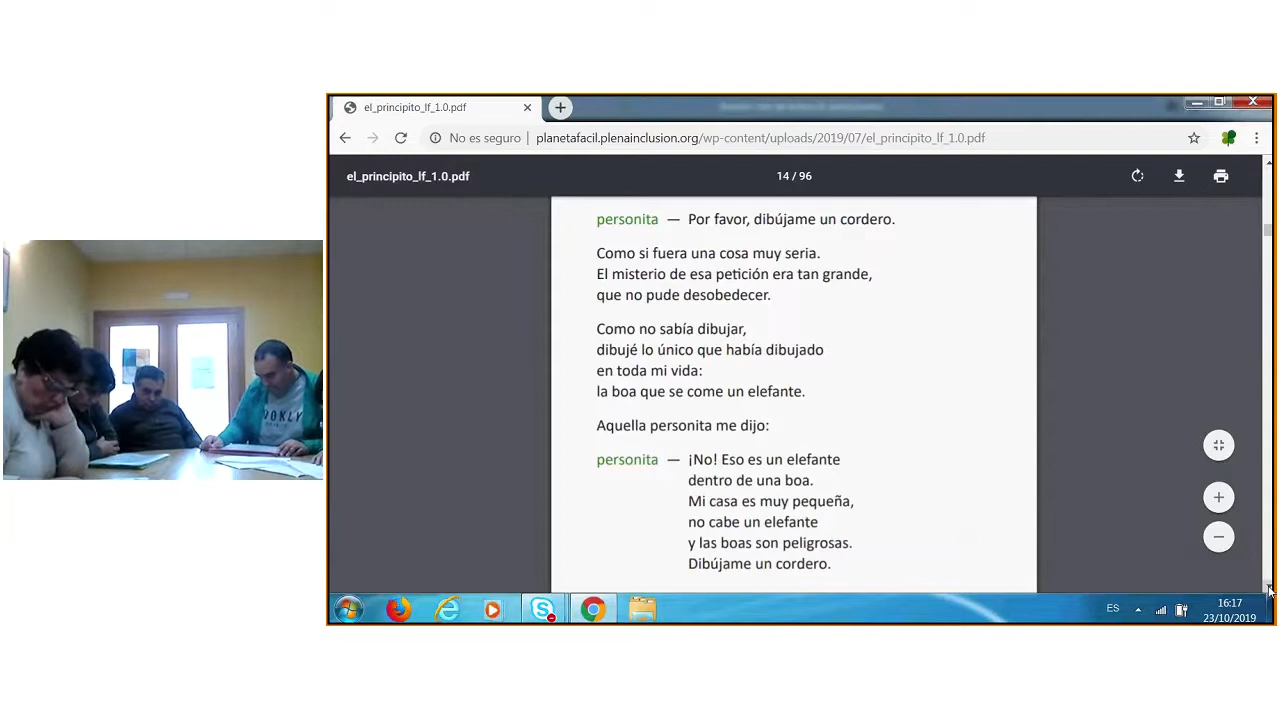 el_principito_lf_1.0.pdf
No es seguro | planetafacil.plenainclusion.org/wp-content/uploads/2019/07/el_principito_lf_1.0.pdf
el_principito_lf_1.0.pdf
14 / 96
personita — Por favor, dibújame un cordero.
Como si fuera una cosa muy seria.
El misterio de esa petición era tan grande,
que no pude desobedecer.
Como no sabía dibujar,
dibujé lo único que había dibujado
en toda mi vida:
la boa que se come un elefante.
Aquella personita me dijo:
personita — ¡No! Eso es un elefante
dentro de una boa.
Mi casa es muy pequeña,
no cabe un elefante
y las boas son peligrosas.
Dibújame un cordero.
OOKLY
ES
16:17
23/10/2019